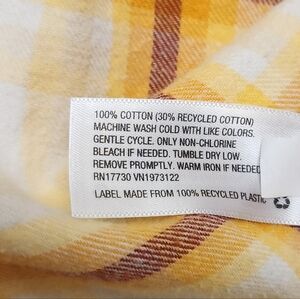 100% COTTON (30% RECYCLED COTTON)
MACHINE WASH COLD WITH LIKE COLORS.
GENTLE CYCLE. ONLY NON-CHLORINE
BLEACH IF NEEDED. TUMBLE DRY LOW.
REMOVE PROMPTLY. WARM IRON IF NEEDED
RN17730 VN1973122
LABEL MADE FROM 100% RECYCLED PLASTIC